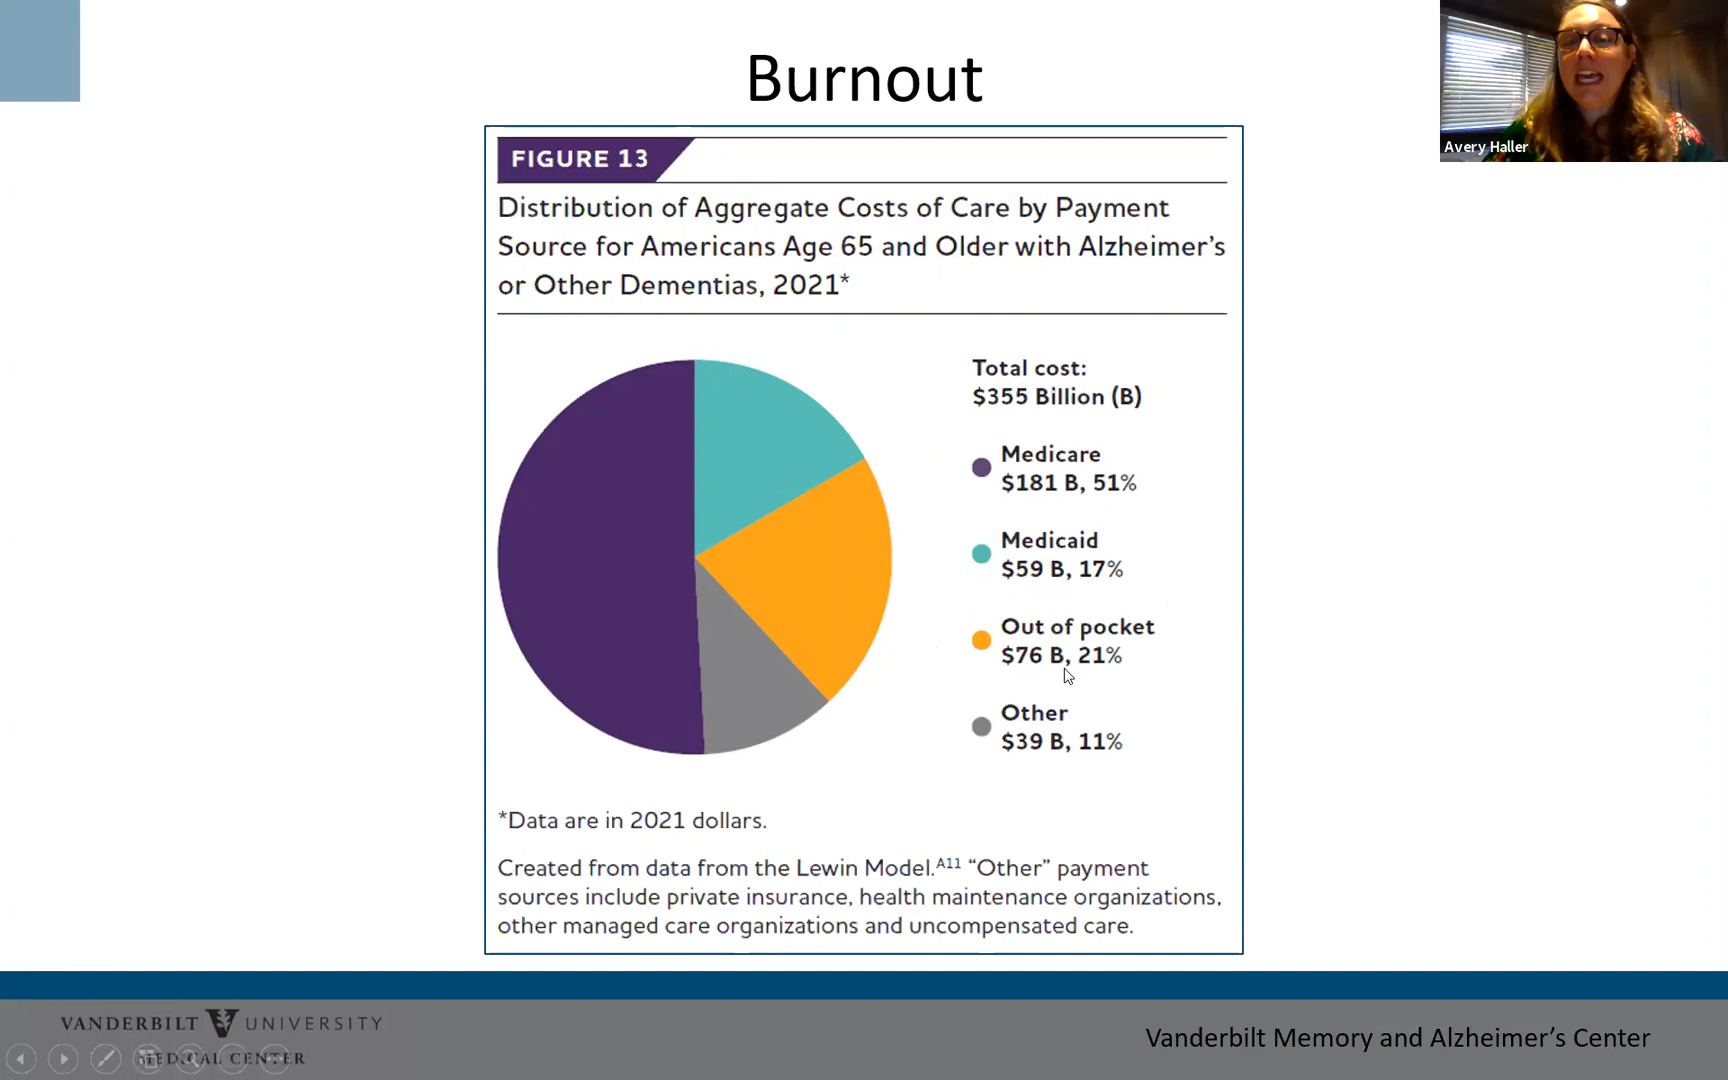 Burnout
Avery Haller
FIGURE 13
Distribution of Aggregate Costs of Care by Payment
Source for Americans Age 65 and Older with Alzheimer’s
or Other Dementias, 2021*
Total cost:
$355 Billion (B)
Medicare
$181 B, 51%
Medicaid
$59 B, 17%
Out of pocket
$76 B, 21%
Other
$39 B, 11%
*Data are in 2021 dollars.
Created from data from the Lewin Model.A11 “Other” payment
sources include private insurance, health maintenance organizations,
other managed care organizations and uncompensated care.
VANDERBILT V UNIVERSITY
MEDICAL CENTER
Vanderbilt Memory and Alzheimer’s Center